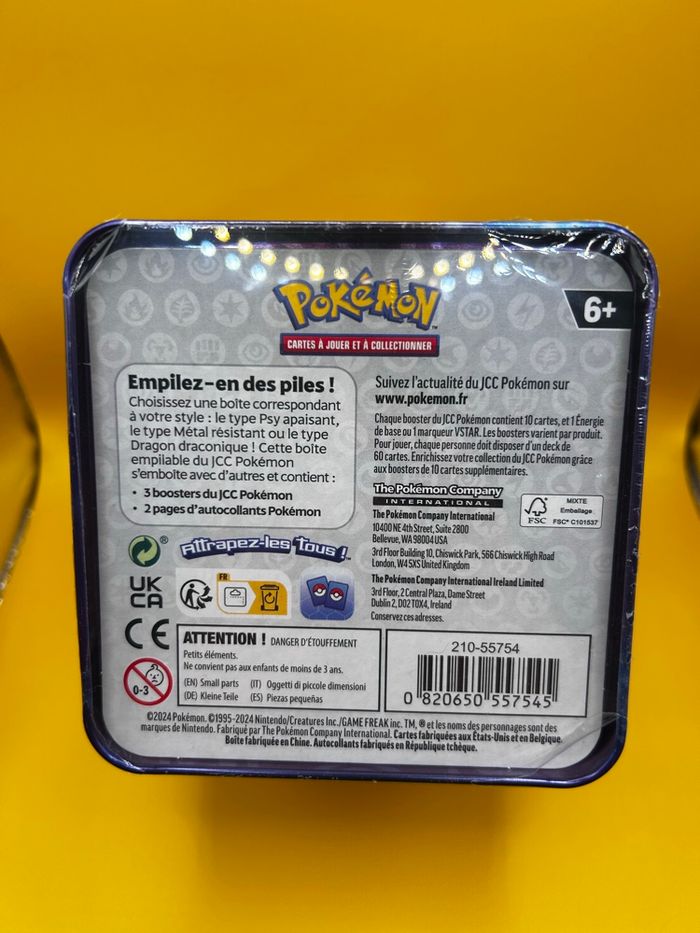 POKéMON
CARTES À JOUER ET À COLLECTIONNER
6+
Empilez-en des piles !
Choisissez une boîte correspondant
à votre style : le type Psy apaisant,
le type Métal résistant ou le type
Dragon draconique ! Cette boîte
empilable du JCC Pokémon
s'emboîte avec d'autres et contient :
• 3 boosters du JCC Pokémon
• 2 pages d'autocollants Pokémon
Suivez l'actualité du JCC Pokémon sur
www.pokemon.fr
Chaque booster du JCC Pokémon contient 10 cartes, et 1 Énergie
de base ou 1 marqueur VSTAR. Les boosters varient par produit.
Pour jouer, chaque personne doit disposer d'un deck de
60 cartes. Enrichissez votre collection du JCC Pokémon grâce
aux boosters de 10 cartes supplémentaires.
The Pokémon Company
INTERNATIONAL
The Pokémon Company International
10400 NE 4th Street, Suite 2800
Bellevue, WA 98004 USA
3rd Floor Building 10, Chiswick Park, 566 Chiswick High Road
London, W4 5XS United Kingdom
The Pokémon Company International Ireland Limited
3rd Floor, 2 Central Plaza, Dame Street
Dublin 2, D02 T0X4, Ireland
Conservez ces adresses.
FSC
MIXTE
Emballage
FSC® C101537
Attrapez-les Tous !™
UK
CA
FR
CE
0-3
ATTENTION ! DANGER D'ÉTOUFFEMENT
Petits éléments.
Ne convient pas aux enfants de moins de 3 ans.
(EN) Small parts (IT) Oggetti di piccole dimensioni
(DE) Kleine Teile (ES) Piezas pequeñas
210-55754
0 820650 557545
©2024 Pokémon. ©1995-2024 Nintendo/Creatures Inc./GAME FREAK inc. TM, ® et les noms des personnages sont des
marques de Nintendo. Fabriqué par The Pokémon Company International. Cartes fabriquées aux États-Unis et en Belgique.
Boîte fabriquée en Chine. Autocollants fabriqués en République tchèque.